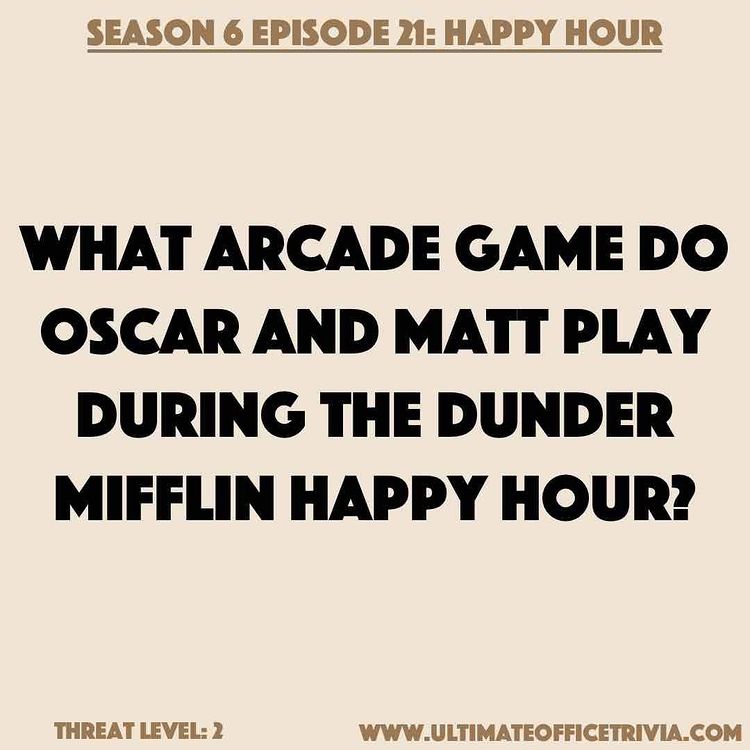 SEASON 6 EPISODE 21: HAPPY HOUR
WHAT ARCADE GAME DO
OSCAR AND MATT PLAY
DURING THE DUNDER
MIFFLIN HAPPY HOUR?
THREAT LEVEL: 2
WWW.ULTIMATEOFFICETRIVIA.COM